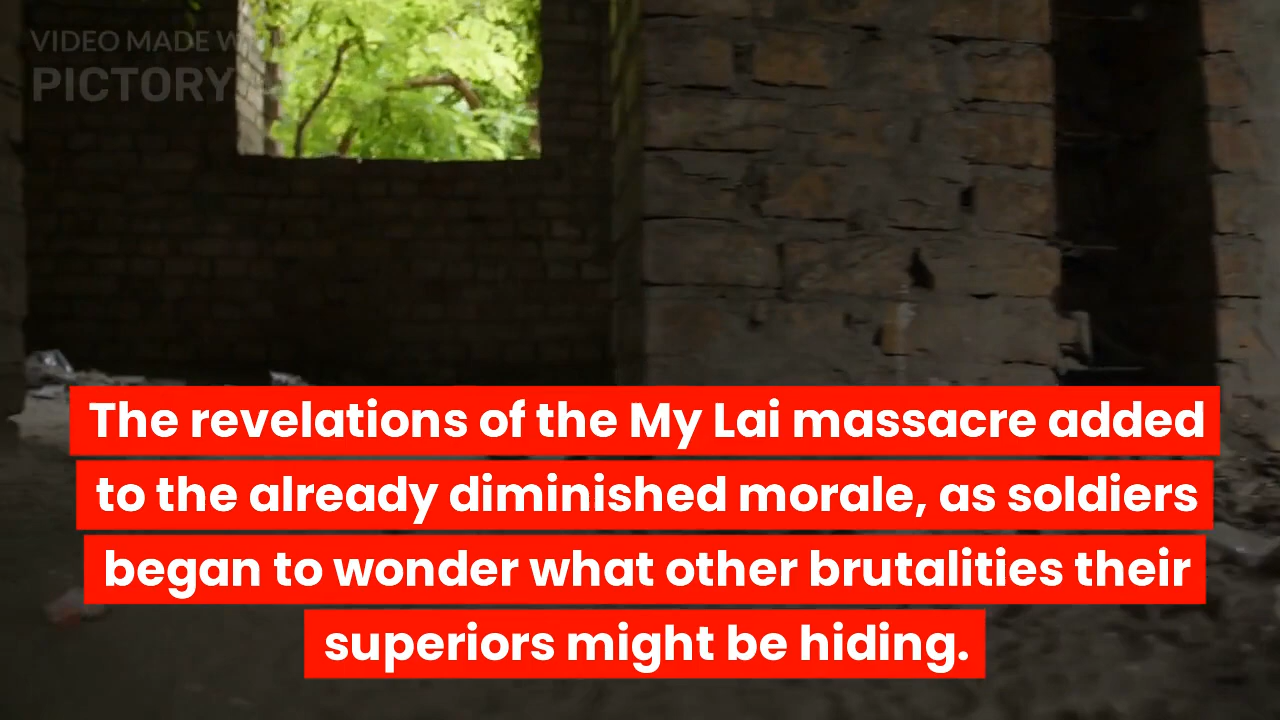 VIDEO MADE
PICTORY
The revelations of the My Lai massacre added
to the already diminished morale, as soldiers
began to wonder what other brutalities their
superiors might be hiding.